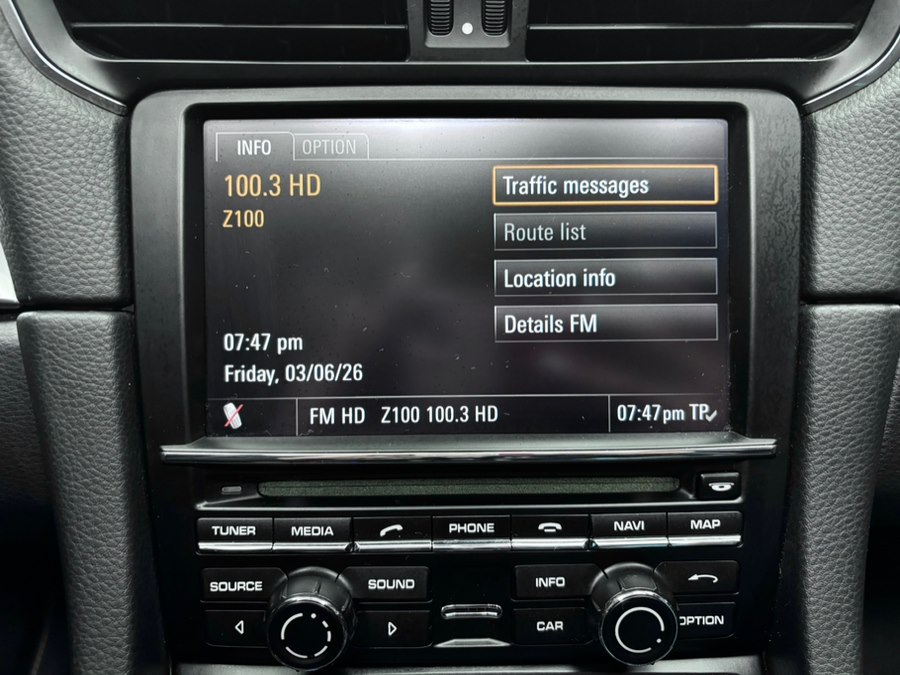 INFO OPTION
100.3 HD
Z100
Traffic messages
Route list
Location info
Details FM
07:47 pm
Friday, 03/06/26
FM HD Z100 100.3 HD 07:47 pm TP
TUNER MEDIA PHONE NAVI MAP
SOURCE SOUND INFO
CAR OPTION